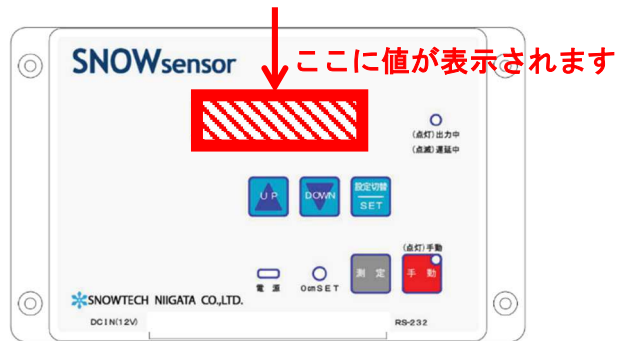 ここに値が表示されます
SNOWsensor
(点灯)出力中
(点滅)遅延中
UP
DOWN
設定切替
SET
(点灯)手動
測 定
手 動
電 源
0cmSET
SNOWTECH NIIGATA CO.,LTD.
DC IN(12V)
RS-232